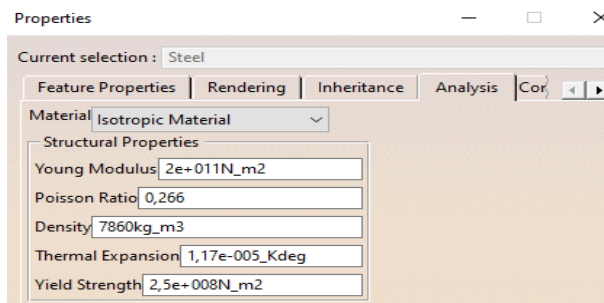 Properties
Current selection : Steel
Feature Properties Rendering Inheritance Analysis Cor
Material Isotropic Material
Structural Properties
Young Modulus 2e+011N_m2
Poisson Ratio 0,266
Density 7860kg_m3
Thermal Expansion 1,17e-005_Kdeg
Yield Strength 2,5e+008N_m2